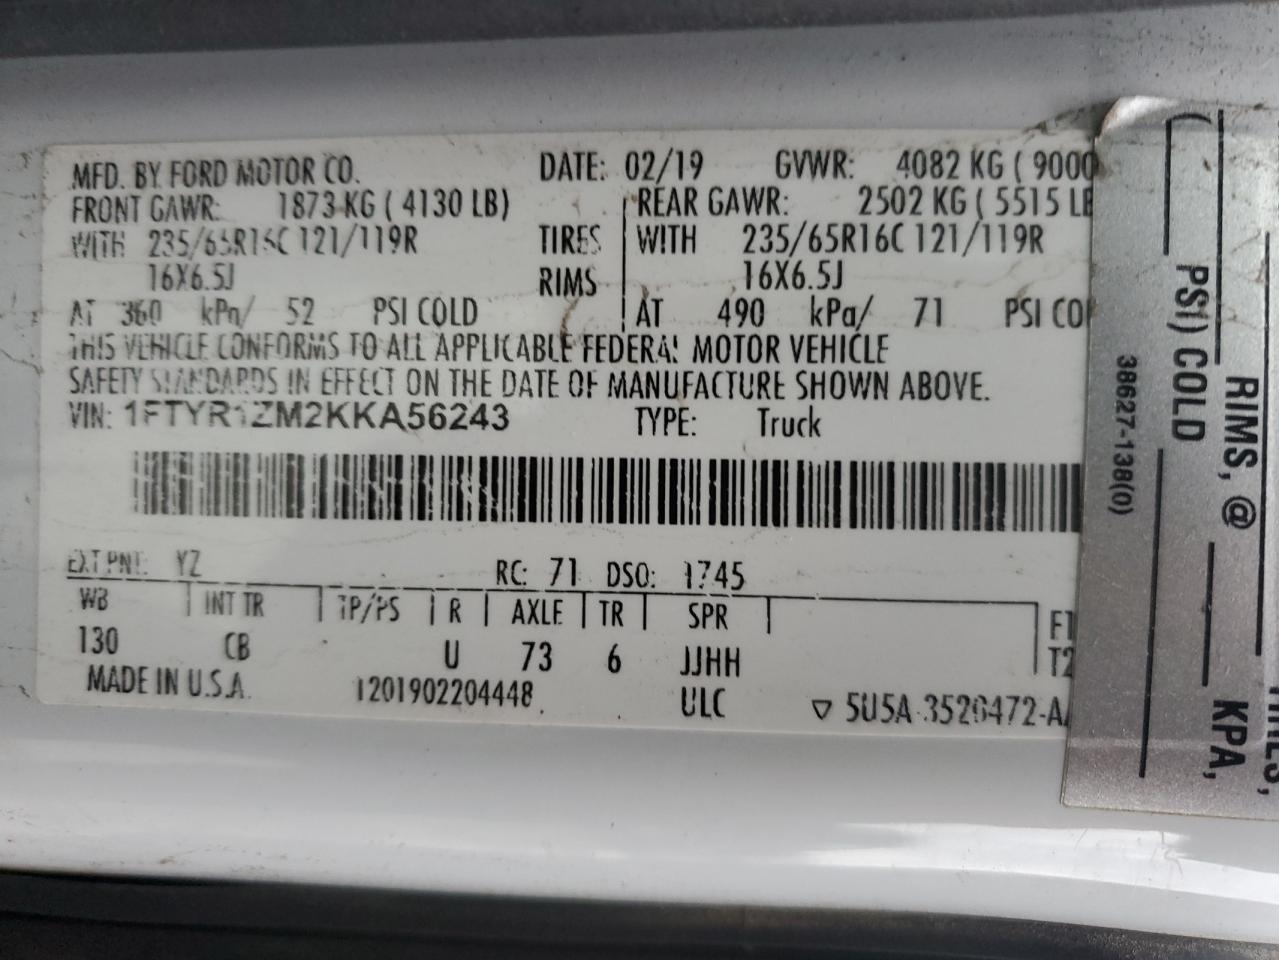 MFD. BY FORD MOTOR CO. DATE: 02/19 GVWR: 4082 KG ( 9000
FRONT GAWR: 1873 KG ( 4130 LB) REAR GAWR: 2502 KG ( 5515 LB
WITH 235/65R16C 121/119R TIRES WITH 235/65R16C 121/119R
16X6.5J RIMS 16X6.5J
AT 360 kPa/ 52 PSI COLD AT 490 kPa/ 71 PSI COL
THIS VEHICLE CONFORMS TO ALL APPLICABLE FEDERAL MOTOR VEHICLE
SAFETY STANDARDS IN EFFECT ON THE DATE OF MANUFACTURE SHOWN ABOVE.
VIN: 1FTYR1ZM2KKA56243 TYPE: Truck
EXT PNT: YZ RC: 71 DSO: 1745
WB INT TR TP/PS R AXLE TR SPR
130 CB U 73 6 JJHH
F1
T2
MADE IN U.S.A. 1201902204448 ULC ▽ 5U5A-3520472-A
( PSI) COLD
RIMS, @
KPA,
38627-138(0)